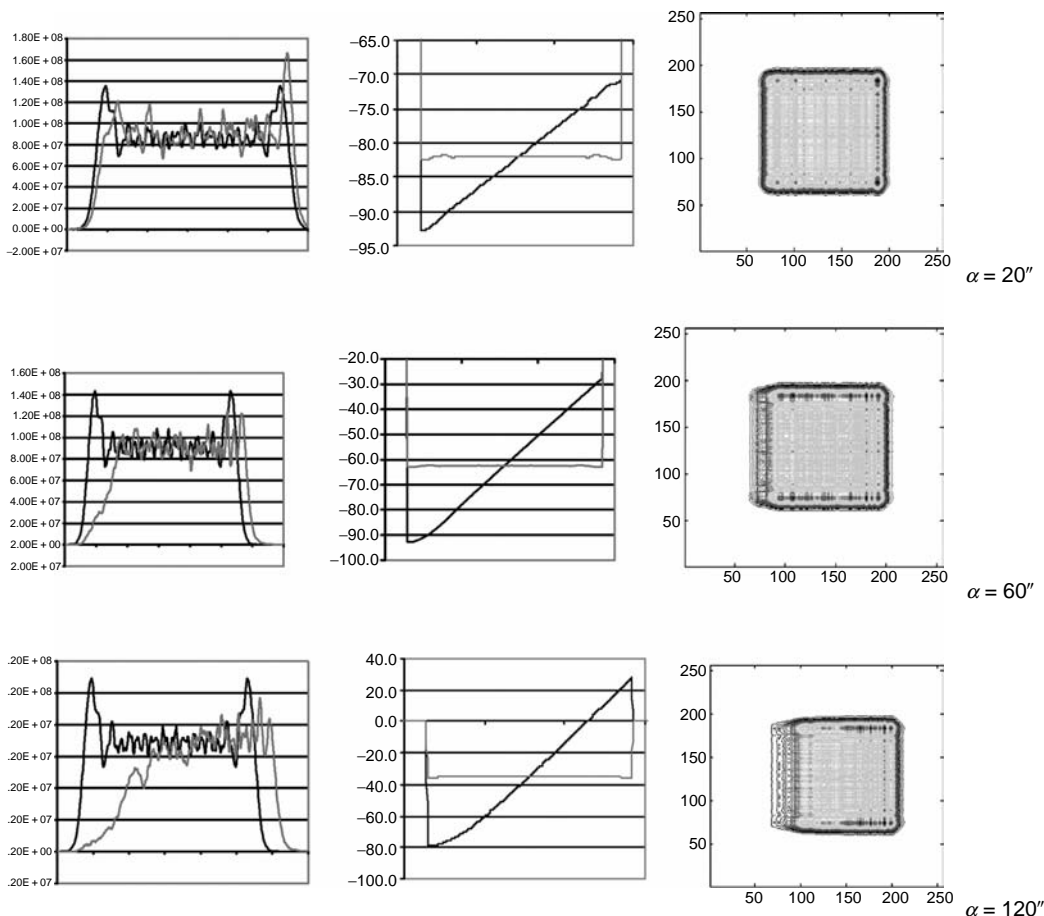 1.80E + 08
1.60E + 08
1.40E + 08
1.20E + 08
1.00E + 08
8.00E + 07
6.00E + 07
4.00E + 07
2.00E + 07
0.00E + 00
−2.00E + 07
−65.0
−70.0
−75.0
−80.0
−85.0
−90.0
−95.0
250
200
150
100
50
50 100 150 200 250
α = 20″
1.60E + 08
1.40E + 08
1.20E + 08
1.00E + 08
8.00E + 07
6.00E + 07
4.00E + 07
2.00E + 07
2.00E + 00
2.00E + 07
−20.0
−30.0
−40.0
−50.0
−60.0
−70.0
−80.0
−90.0
−100.0
250
200
150
100
50
50 100 150 200 250
α = 60″
.20E + 08
.20E + 08
.20E + 07
.20E + 07
.20E + 07
.20E + 07
.20E + 00
.20E + 07
40.0
20.0
0.0
−20.0
−40.0
−60.0
−80.0
−100.0
250
200
150
100
50
50 100 150 200 250
α = 120″